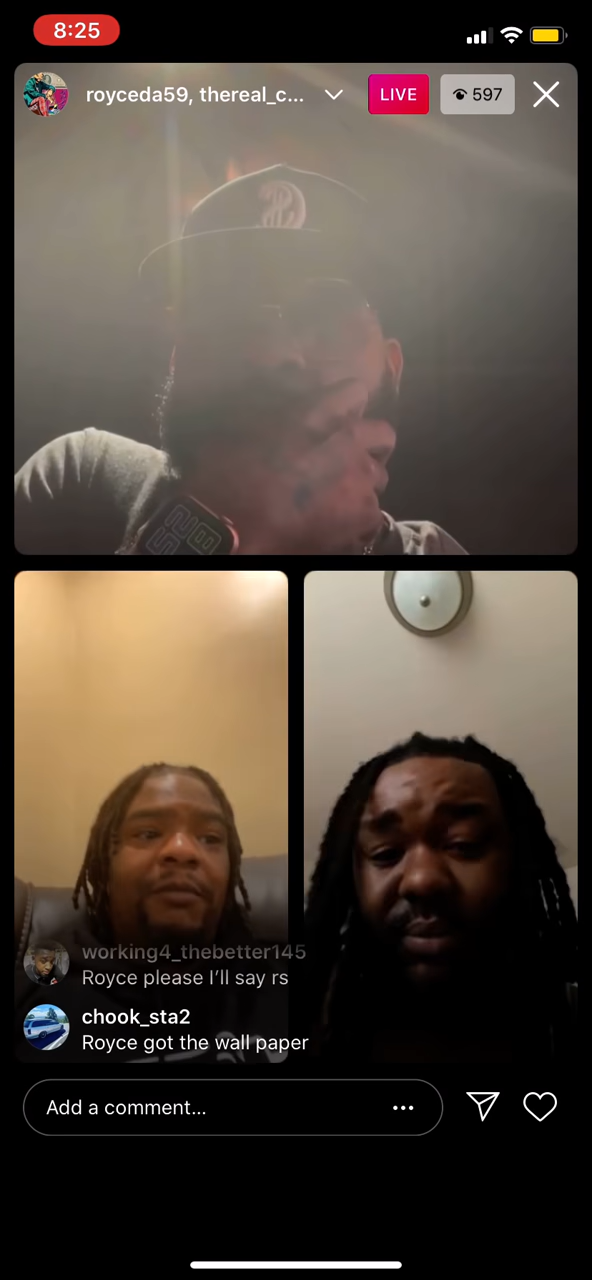 8:25
royceda59, thereal_c...
LIVE
597
working4_thebetter145
Royce please I’ll say rs
chook_sta2
Royce got the wall paper
Add a comment...